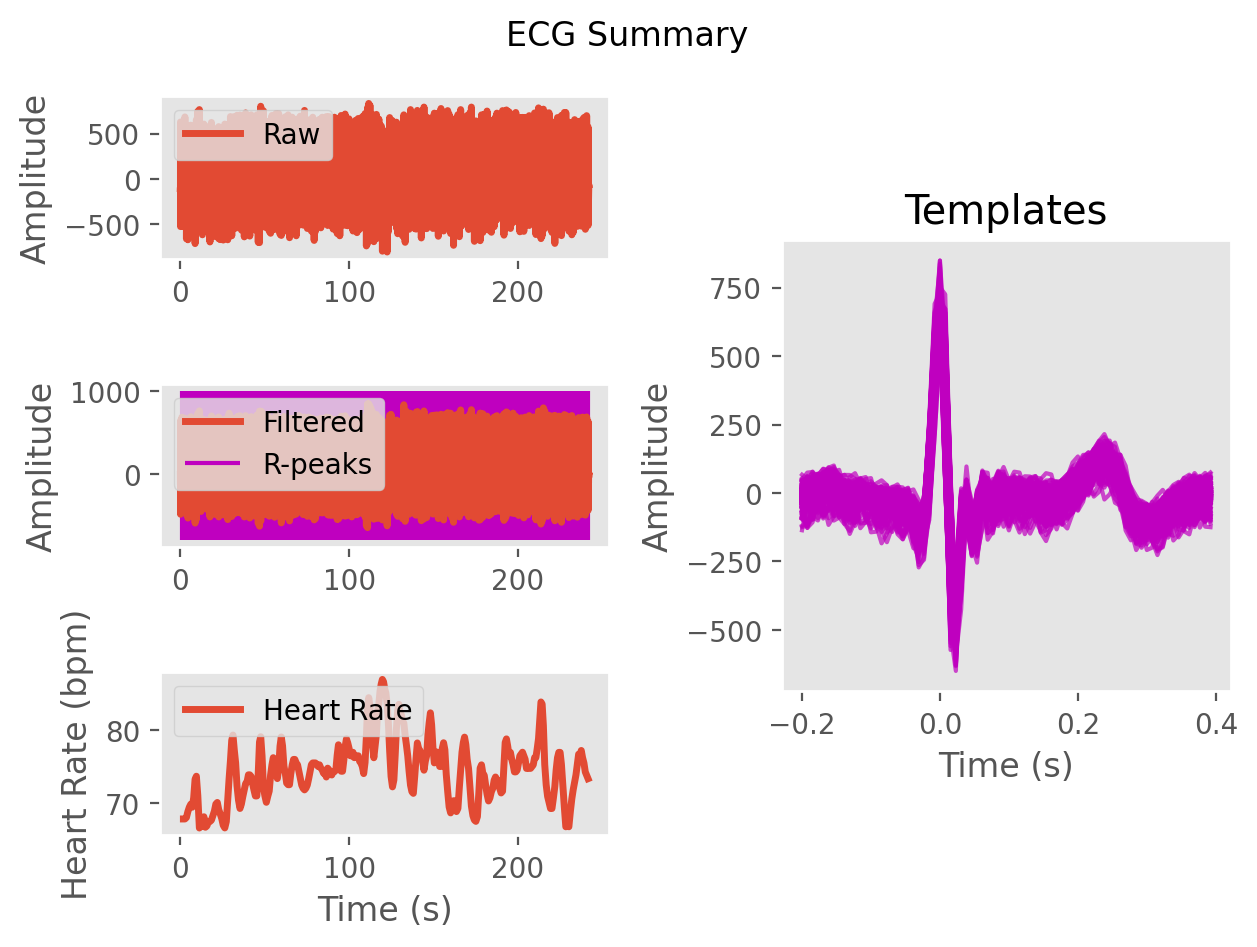 ECG Summary
Amplitude
500
0
−500
Raw
0 100 200
Amplitude
1000
0
Filtered
R-peaks
0 100 200
Heart Rate (bpm)
80
70
Heart Rate
0 100 200
Time (s)
Templates
Amplitude
750
500
250
0
−250
−500
−0.2 0.0 0.2 0.4
Time (s)